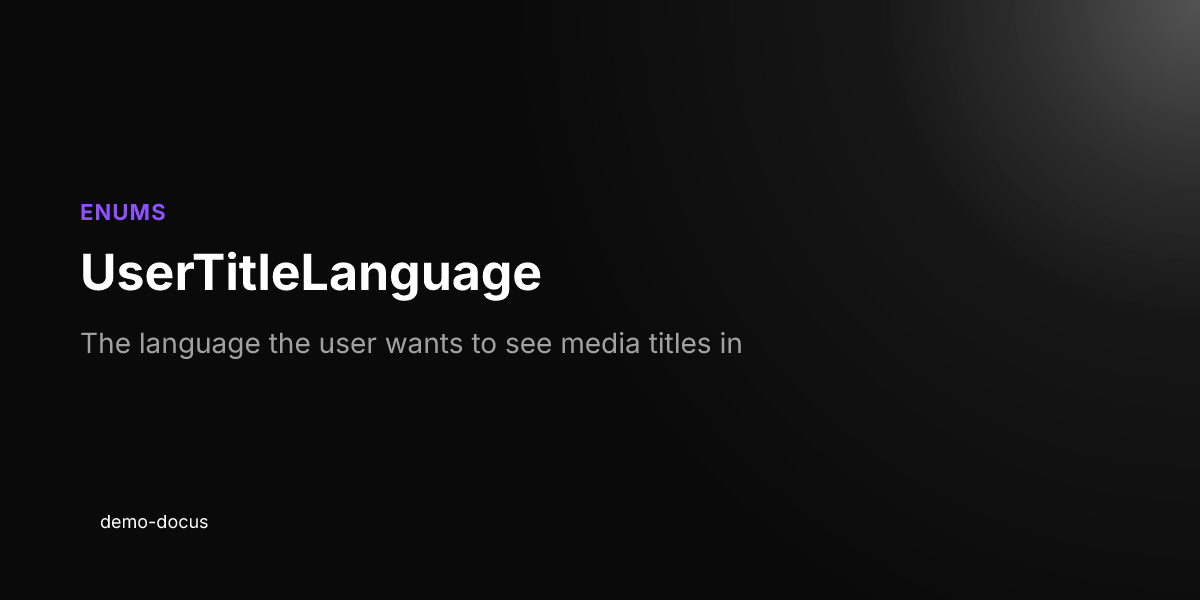 ENUMS
UserTitleLanguage
The language the user wants to see media titles in
demo-docus